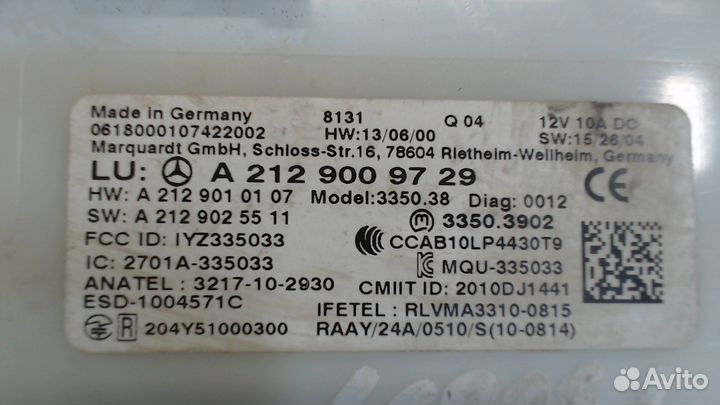 Made in Germany 8131 Q 04 12V 10A DC
0618000107422002 HW:13/06/00 SW:15/26/04
Marquardt GmbH, Schloss-Str.16, 78604 Rietheim-Weilheim, Germany
LU: A 212 900 97 29
HW: A 212 901 01 07 Model:3350.38 Diag: 0012 CE
SW: A 212 902 55 11 m 3350.3902
FCC ID: IYZ335033 CCAB10LP4430T9
IC: 2701A-335033 MQU-335033
ANATEL : 3217-10-2930 CMIIT ID: 2010DJ1441
ESD-1004571C IFETEL : RLVMA3310-0815
R 204Y51000300 RAAY/24A/0510/S(10-0814)
Avito